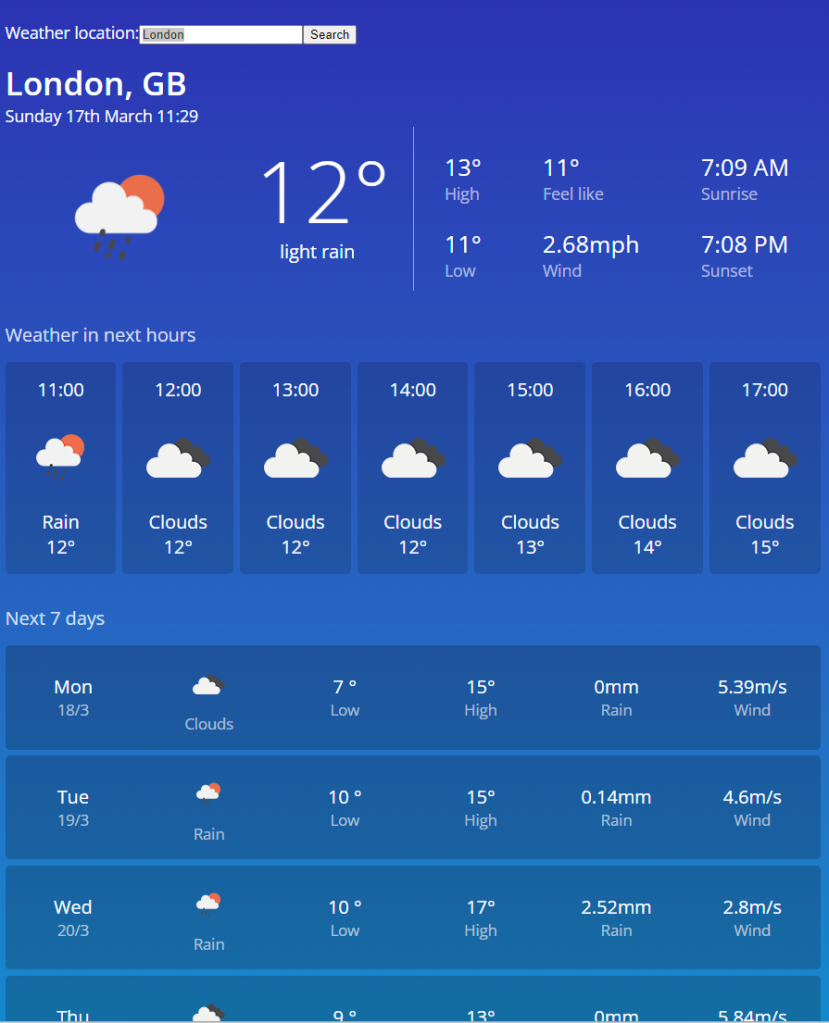 Weather location: London Search
London, GB
Sunday 17th March 11:29
12°
light rain
13° 11° 7:09 AM
High Feel like Sunrise
11° 2.68mph 7:08 PM
Low Wind Sunset
Weather in next hours
11:00 12:00 13:00 14:00 15:00 16:00 17:00
Rain Clouds Clouds Clouds Clouds Clouds Clouds
12° 12° 12° 12° 13° 14° 15°
Next 7 days
Mon 7 ° 15° 0mm 5.39m/s
18/3 Low High Rain Wind
Clouds
Tue 10 ° 15° 0.14mm 4.6m/s
19/3 Low High Rain Wind
Rain
Wed 10 ° 17° 2.52mm 2.8m/s
20/3 Low High Rain Wind
Rain
Thu 9 ° 13° 0mm 5.84m/s